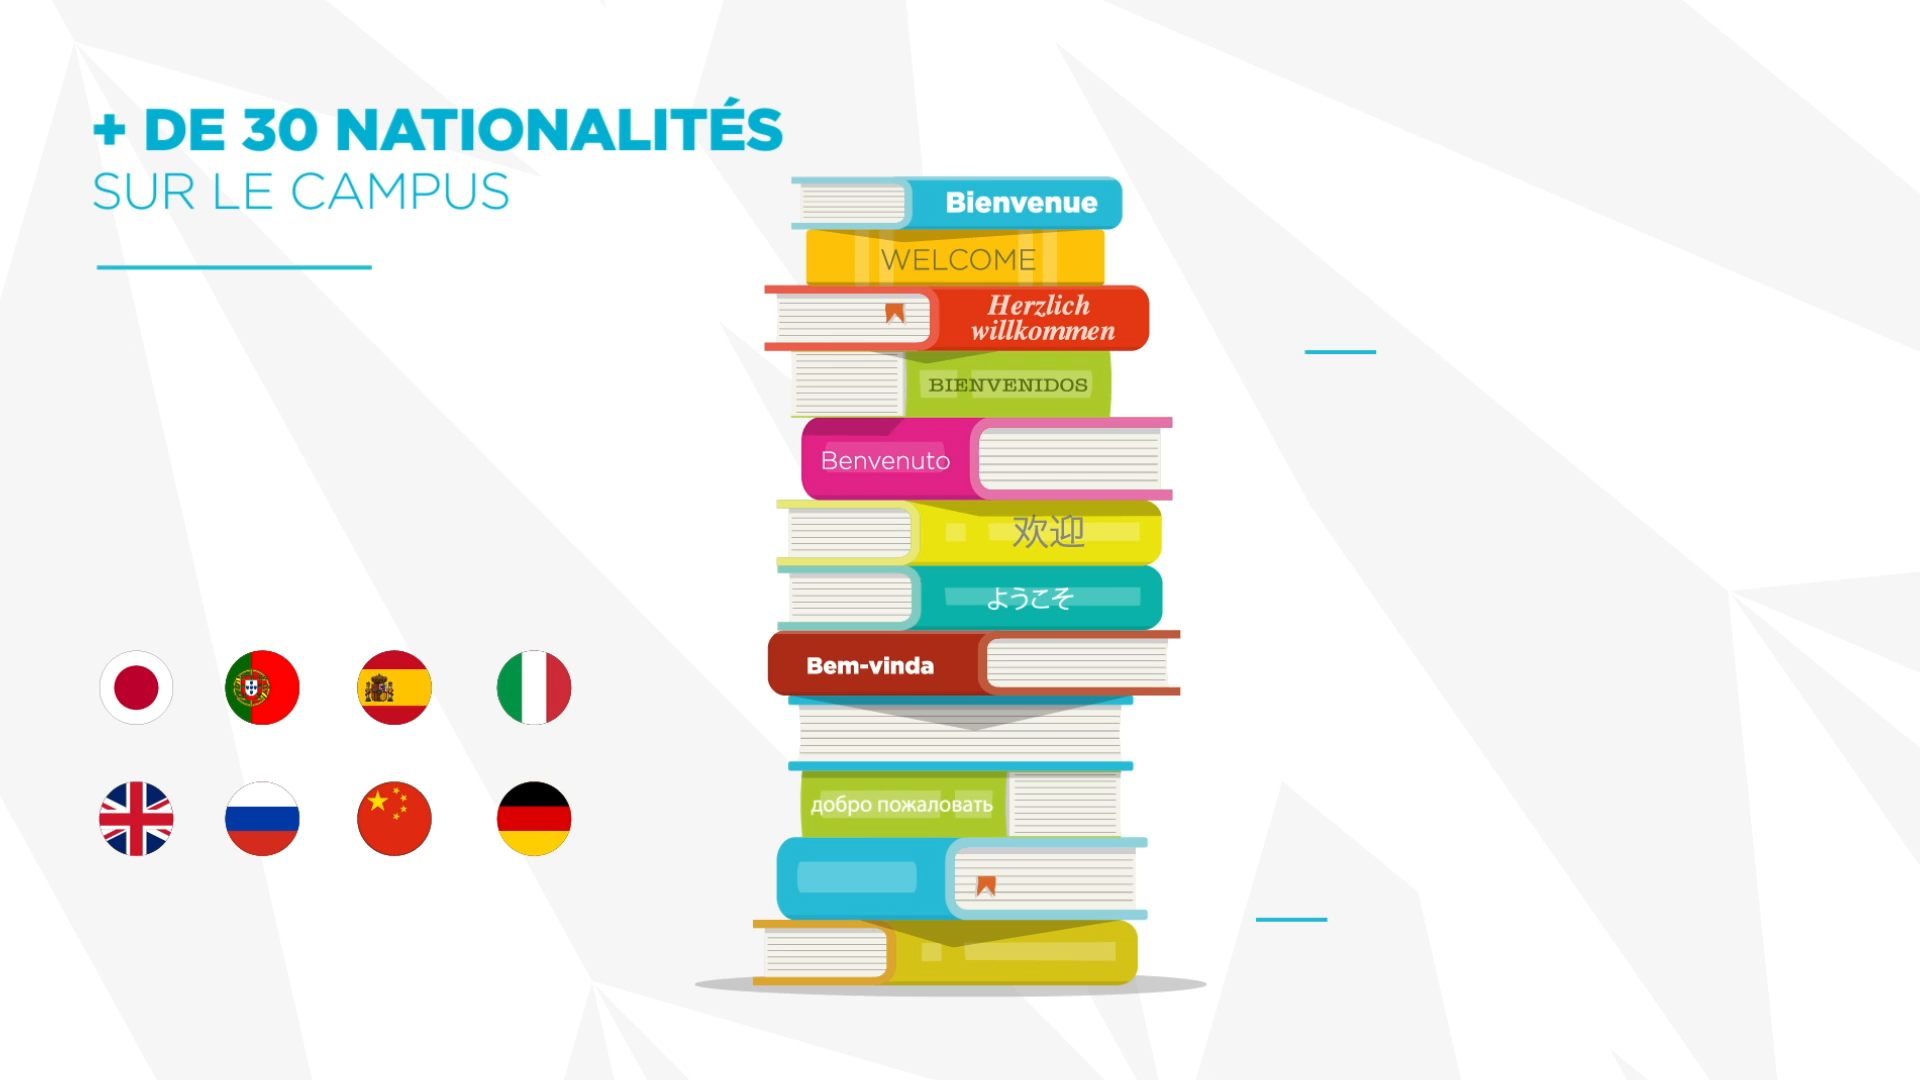 + DE 30 NATIONALITÉS
SUR LE CAMPUS
Bienvenue
WELCOME
Herzlich
willkommen
BIENVENIDOS
Benvenuto
欢迎
ようこそ
Bem-vinda
добро пожаловать